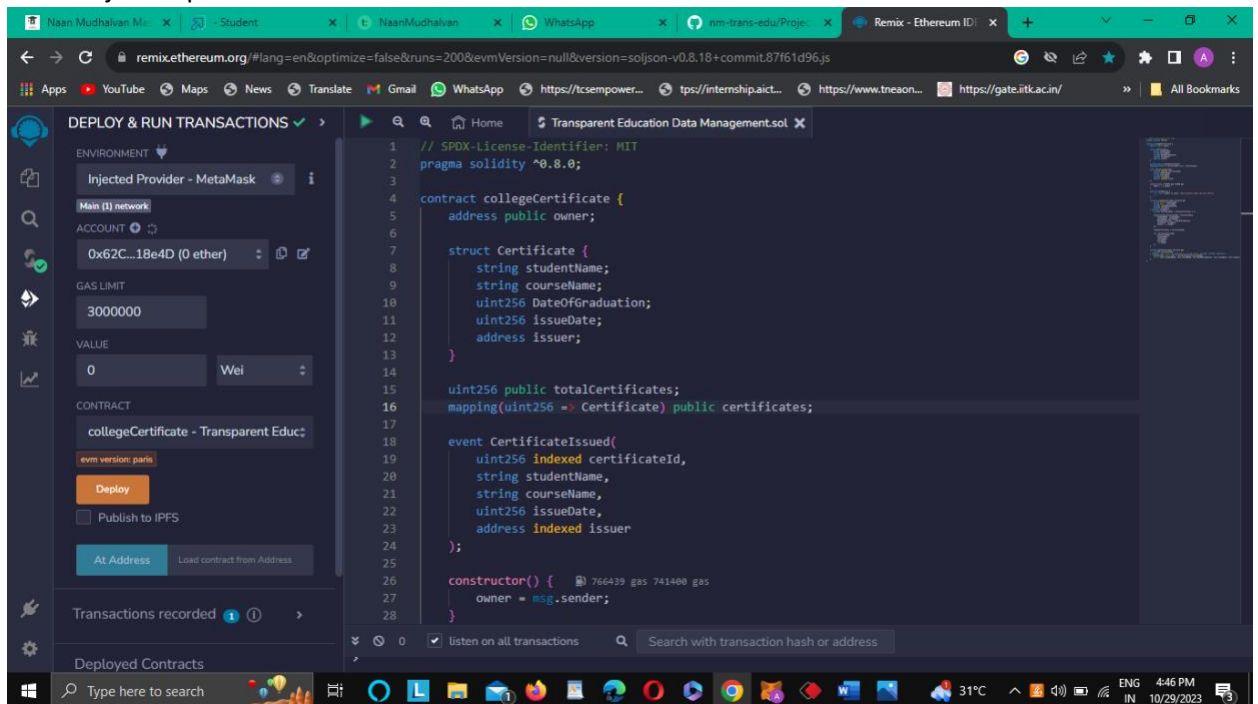 Naan Mudhalvan Ma
- Student
NaanMudhalvan
WhatsApp
nm-trans-edu/Projec
Remix - Ethereum IDE
remix.ethereum.org/#lang=en&optimize=false&runs=200&evmVersion=null&version=soljson-v0.8.18+commit.87f61d96.js
Apps
YouTube
Maps
News
Translate
Gmail
WhatsApp
https://tcsempower...
tps://internship.aict...
https://www.tneaon...
https://gate.iitk.ac.in/
»
All Bookmarks
DEPLOY & RUN TRANSACTIONS
ENVIRONMENT
Injected Provider - MetaMask
Main (1) network
ACCOUNT
0x62C...18e4D (0 ether)
GAS LIMIT
3000000
VALUE
0
Wei
CONTRACT
collegeCertificate - Transparent Educ
evm version: paris
Deploy
Publish to IPFS
At Address
Load contract from Address
Transactions recorded 1
Deployed Contracts
Home
Transparent Education Data Management.sol
1 // SPDX-License-Identifier: MIT
2 pragma solidity ^0.8.0;
3
4 contract collegeCertificate {
5 address public owner;
6
7 struct Certificate {
8 string studentName;
9 string courseName;
10 uint256 DateOfGraduation;
11 uint256 issueDate;
12 address issuer;
13 }
14
15 uint256 public totalCertificates;
16 mapping(uint256 => Certificate) public certificates;
17
18 event CertificateIssued(
19 uint256 indexed certificateId,
20 string studentName,
21 string courseName,
22 uint256 issueDate,
23 address indexed issuer
24 );
25
26 constructor() { 766439 gas 741400 gas
27 owner = msg.sender;
28 }
0
listen on all transactions
Search with transaction hash or address
Type here to search
31°C
ENG
IN
4:46 PM
10/29/2023